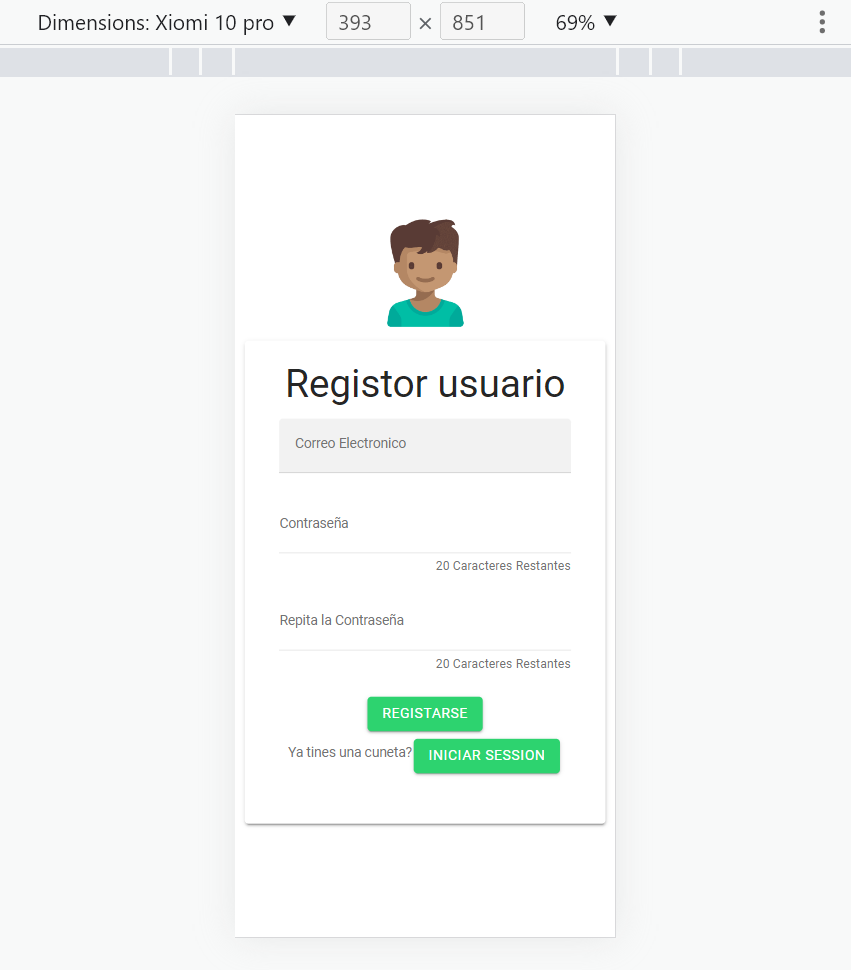 Dimensions: Xiomi 10 pro ▼ 393 × 851 69% ▼
Registor usuario
Correo Electronico
Contraseña
20 Caracteres Restantes
Repita la Contraseña
20 Caracteres Restantes
REGISTARSE
Ya tines una cuneta? INICIAR SESSION